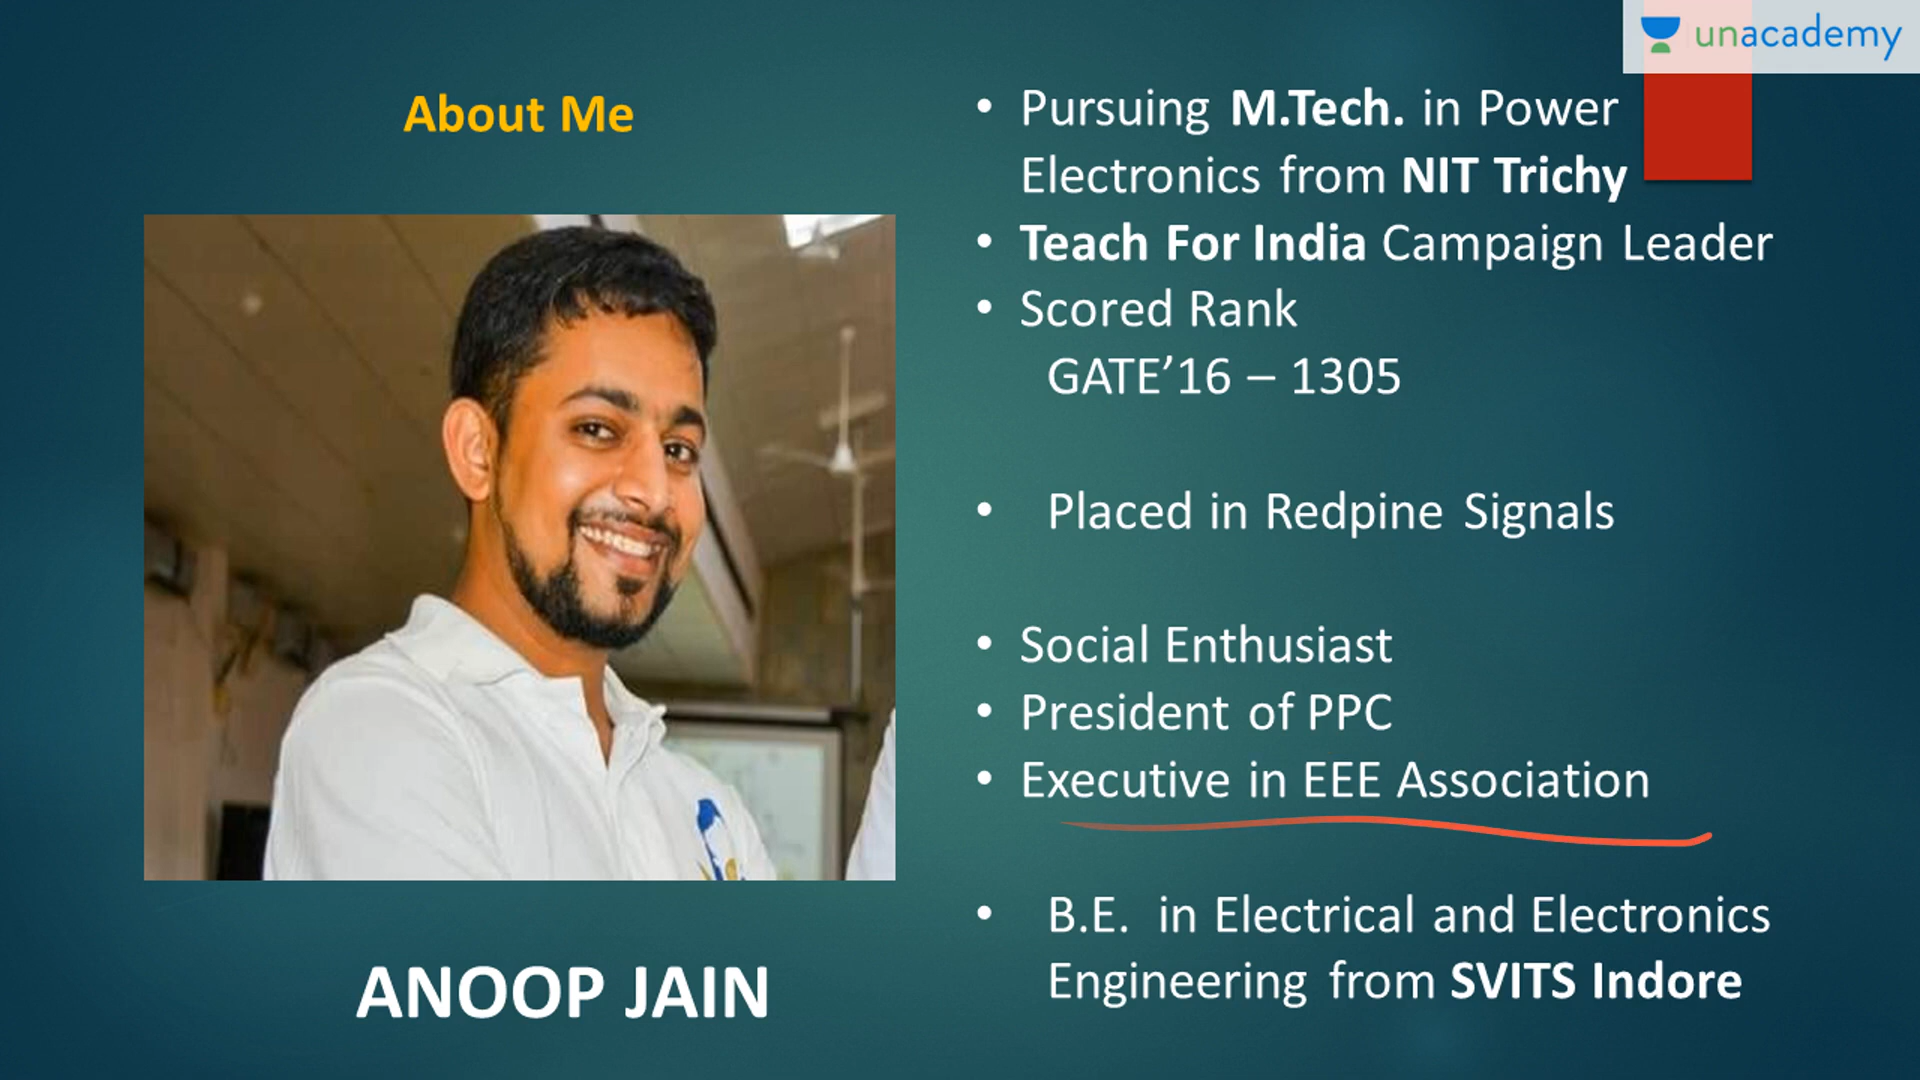 unacademy
About Me
• Pursuing M.Tech. in Power
Electronics from NIT Trichy
• Teach For India Campaign Leader
• Scored Rank
GATE’16 – 1305
• Placed in Redpine Signals
• Social Enthusiast
• President of PPC
• Executive in EEE Association
• B.E. in Electrical and Electronics
Engineering from SVITS Indore
ANOOP JAIN